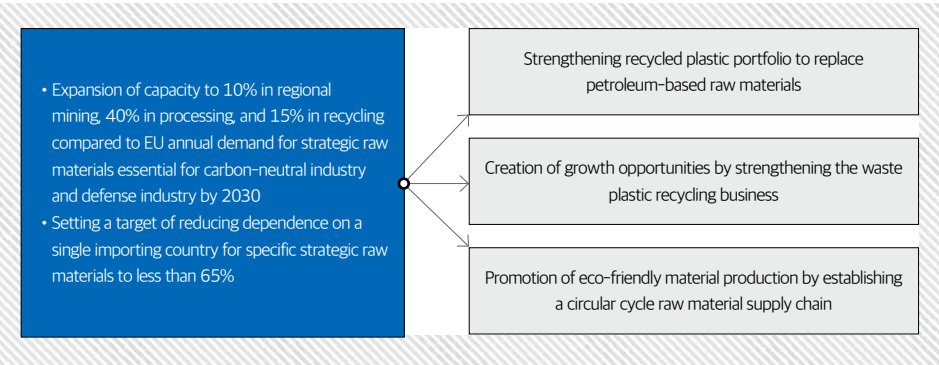 • Expansion of capacity to 10% in regional
mining, 40% in processing, and 15% in recycling
compared to EU annual demand for strategic raw
materials essential for carbon-neutral industry
and defense industry by 2030
• Setting a target of reducing dependence on a
single importing country for specific strategic raw
materials to less than 65%
Strengthening recycled plastic portfolio to replace
petroleum-based raw materials
Creation of growth opportunities by strengthening the waste
plastic recycling business
Promotion of eco-friendly material production by establishing
a circular cycle raw material supply chain